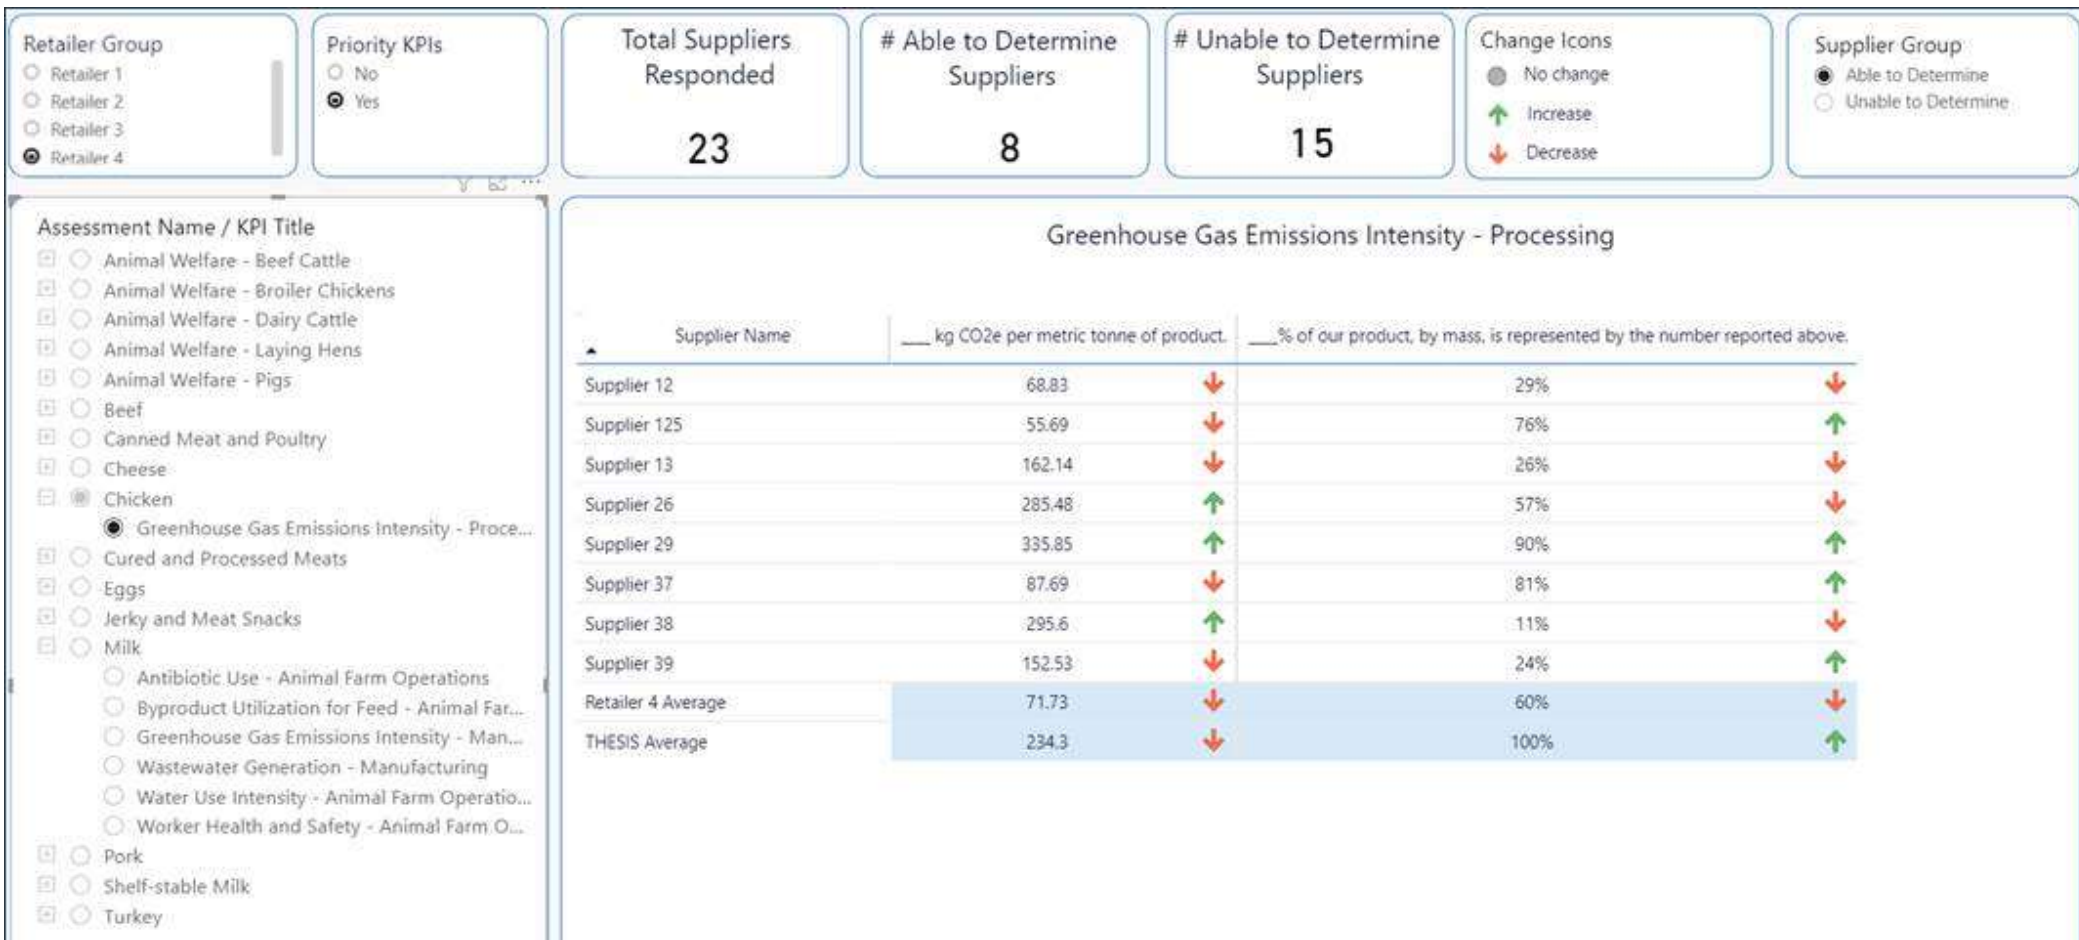 Retailer Group
Retailer 1
Retailer 2
Retailer 3
Retailer 4
Priority KPIs
No
Yes
Total Suppliers
Responded
23
# Able to Determine
Suppliers
8
# Unable to Determine
Suppliers
15
Change Icons
No change
Increase
Decrease
Supplier Group
Able to Determine
Unable to Determine
Assessment Name / KPI Title
Animal Welfare - Beef Cattle
Animal Welfare - Broiler Chickens
Animal Welfare - Dairy Cattle
Animal Welfare - Laying Hens
Animal Welfare - Pigs
Beef
Canned Meat and Poultry
Cheese
Chicken
Greenhouse Gas Emissions Intensity - Proce...
Cured and Processed Meats
Eggs
Jerky and Meat Snacks
Milk
Antibiotic Use - Animal Farm Operations
Byproduct Utilization for Feed - Animal Far...
Greenhouse Gas Emissions Intensity - Man...
Wastewater Generation - Manufacturing
Water Use Intensity - Animal Farm Operatio...
Worker Health and Safety - Animal Farm O...
Pork
Shelf-stable Milk
Turkey
Greenhouse Gas Emissions Intensity - Processing
Supplier Name ___ kg CO2e per metric tonne of product. ___% of our product, by mass, is represented by the number reported above.
Supplier 12 68.83 29%
Supplier 125 55.69 76%
Supplier 13 162.14 26%
Supplier 26 285.48 57%
Supplier 29 335.85 90%
Supplier 37 87.69 81%
Supplier 38 295.6 11%
Supplier 39 152.53 24%
Retailer 4 Average 71.73 60%
THESIS Average 234.3 100%